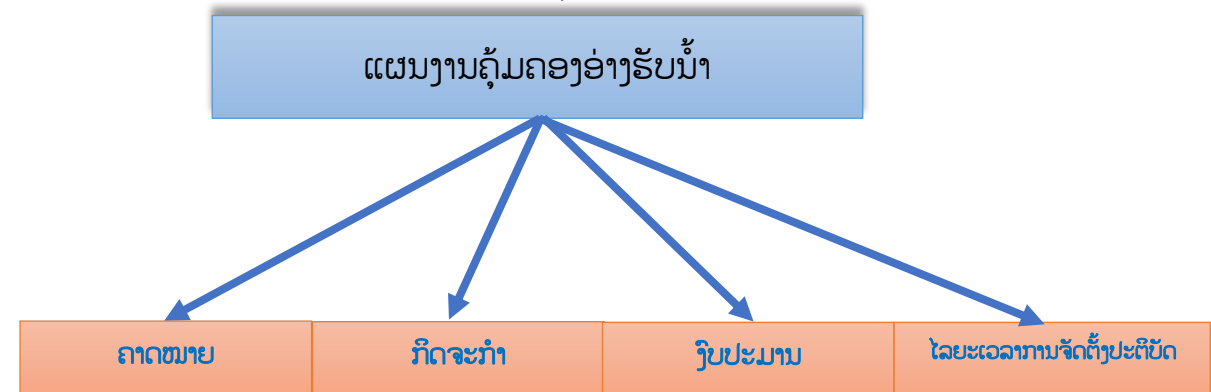 ແຜນງານຄຸ້ມຄອງອ່າງຮັບນ້ຳ
ຄາດໝາຍ
ກິດຈະກຳ
ງົບປະມານ
ໄລຍະເວລາການຈັດຕັ້ງປະຕິບັດ